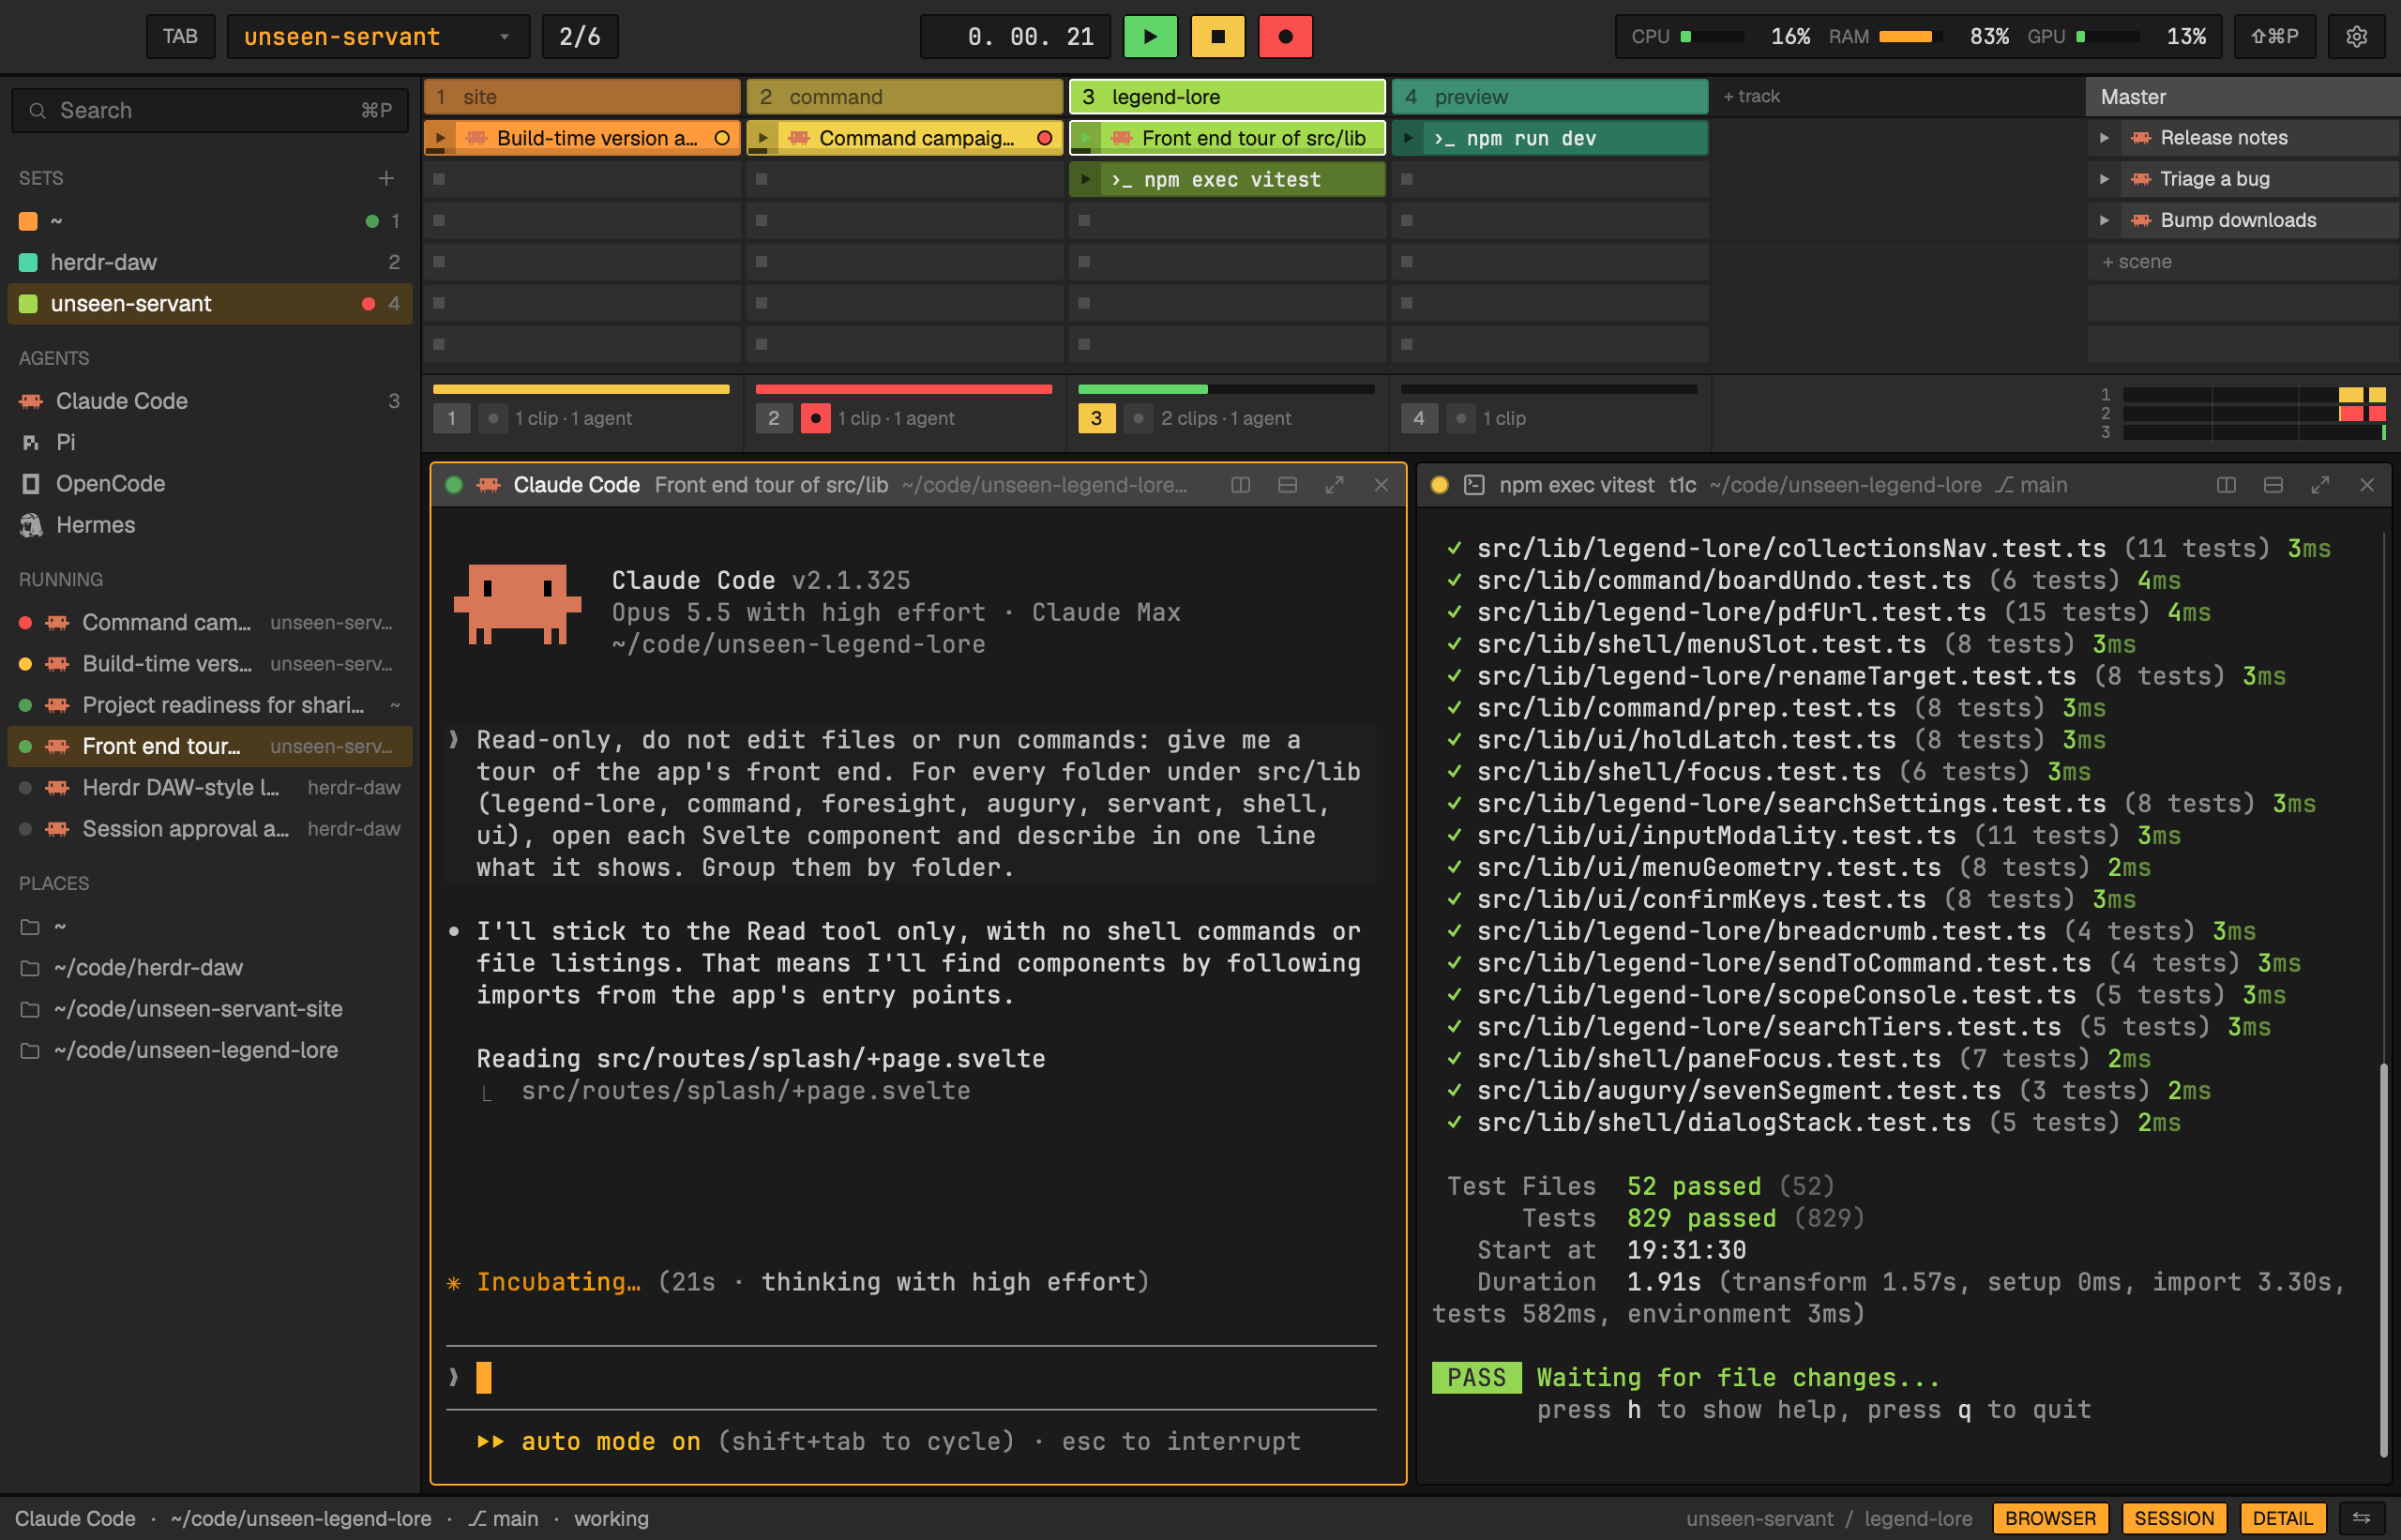 TAB
unseen-servant
2/6
0. 00. 21
CPU 16% RAM 83% GPU 13%
⇧⌘P
Search ⌘P
SETS +
~ 1
herdr-daw 2
unseen-servant 4
AGENTS
Claude Code 3
Pi
OpenCode
Hermes
RUNNING
Command cam... unseen-serv...
Build-time vers... unseen-serv...
Project readiness for shari... ~
Front end tour... unseen-serv...
Herdr DAW-style l... herdr-daw
Session approval a... herdr-daw
PLACES
~
~/code/herdr-daw
~/code/unseen-servant-site
~/code/unseen-legend-lore
1 site
2 command
3 legend-lore
4 preview
+ track
Master
Build-time version a...
Command campaig...
Front end tour of src/lib
›_ npm run dev
Release notes
›_ npm exec vitest
Triage a bug
Bump downloads
+ scene
1 1 clip · 1 agent
2 1 clip · 1 agent
3 2 clips · 1 agent
4 1 clip
1
2
3
Claude Code Front end tour of src/lib ~/code/unseen-legend-lore...
Claude Code v2.1.325
Opus 5.5 with high effort · Claude Max
~/code/unseen-legend-lore
❯ Read-only, do not edit files or run commands: give me a
tour of the app's front end. For every folder under src/lib
(legend-lore, command, foresight, augury, servant, shell,
ui), open each Svelte component and describe in one line
what it shows. Group them by folder.
● I'll stick to the Read tool only, with no shell commands or
file listings. That means I'll find components by following
imports from the app's entry points.
Reading src/routes/splash/+page.svelte
⎿ src/routes/splash/+page.svelte
✳ Incubating… (21s · thinking with high effort)
❯
⏵⏵ auto mode on (shift+tab to cycle) · esc to interrupt
npm exec vitest t1c ~/code/unseen-legend-lore ⎇ main
✓ src/lib/legend-lore/collectionsNav.test.ts (11 tests) 3ms
✓ src/lib/command/boardUndo.test.ts (6 tests) 4ms
✓ src/lib/legend-lore/pdfUrl.test.ts (15 tests) 4ms
✓ src/lib/shell/menuSlot.test.ts (8 tests) 3ms
✓ src/lib/legend-lore/renameTarget.test.ts (8 tests) 3ms
✓ src/lib/command/prep.test.ts (8 tests) 3ms
✓ src/lib/ui/holdLatch.test.ts (8 tests) 3ms
✓ src/lib/shell/focus.test.ts (6 tests) 3ms
✓ src/lib/legend-lore/searchSettings.test.ts (8 tests) 3ms
✓ src/lib/ui/inputModality.test.ts (11 tests) 3ms
✓ src/lib/ui/menuGeometry.test.ts (8 tests) 2ms
✓ src/lib/ui/confirmKeys.test.ts (8 tests) 3ms
✓ src/lib/legend-lore/breadcrumb.test.ts (4 tests) 3ms
✓ src/lib/legend-lore/sendToCommand.test.ts (4 tests) 3ms
✓ src/lib/legend-lore/scopeConsole.test.ts (5 tests) 3ms
✓ src/lib/legend-lore/searchTiers.test.ts (5 tests) 3ms
✓ src/lib/shell/paneFocus.test.ts (7 tests) 2ms
✓ src/lib/augury/sevenSegment.test.ts (3 tests) 2ms
✓ src/lib/shell/dialogStack.test.ts (5 tests) 2ms
Test Files 52 passed (52)
Tests 829 passed (829)
Start at 19:31:30
Duration 1.91s (transform 1.57s, setup 0ms, import 3.30s,
tests 582ms, environment 3ms)
PASS Waiting for file changes...
press h to show help, press q to quit
Claude Code · ~/code/unseen-legend-lore · ⎇ main · working
unseen-servant / legend-lore
BROWSER
SESSION
DETAIL